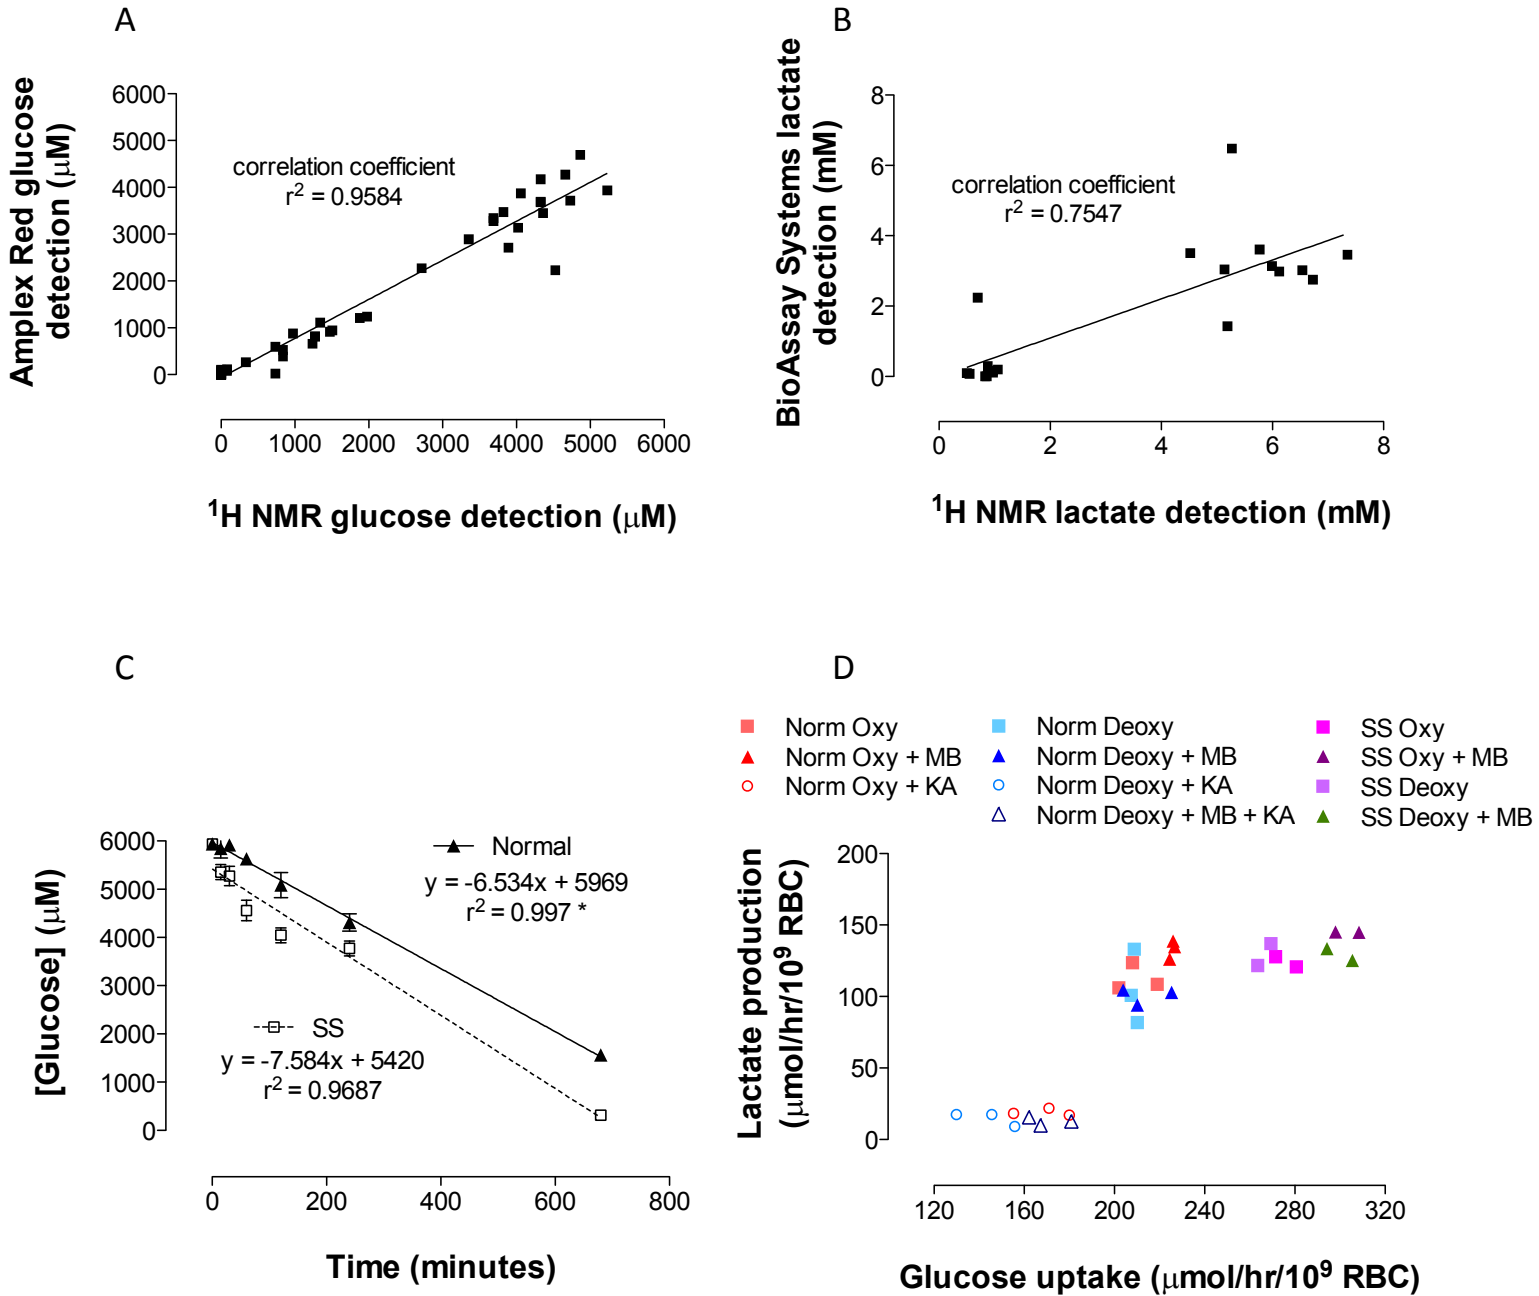 A
Amplex Red glucose
detection (μM)
6000
5000
4000
3000
2000
1000
0
correlation coefficient
r² = 0.9584
0 1000 2000 3000 4000 5000 6000
¹H NMR glucose detection (μM)
B
BioAssay Systems lactate
detection (mM)
8
6
4
2
0
correlation coefficient
r² = 0.7547
0 2 4 6 8
¹H NMR lactate detection (mM)
C
[Glucose] (μM)
6000
5000
4000
3000
2000
1000
0
Normal
y = -6.534x + 5969
r² = 0.997 *
SS
y = -7.584x + 5420
r² = 0.9687
0 200 400 600 800
Time (minutes)
D
Norm Oxy
Norm Oxy + MB
Norm Oxy + KA
Norm Deoxy
Norm Deoxy + MB
Norm Deoxy + KA
Norm Deoxy + MB + KA
SS Oxy
SS Oxy + MB
SS Deoxy
SS Deoxy + MB
Lactate production
(μmol/hr/10⁹ RBC)
200
150
100
50
0
120 160 200 240 280 320
Glucose uptake (μmol/hr/10⁹ RBC)